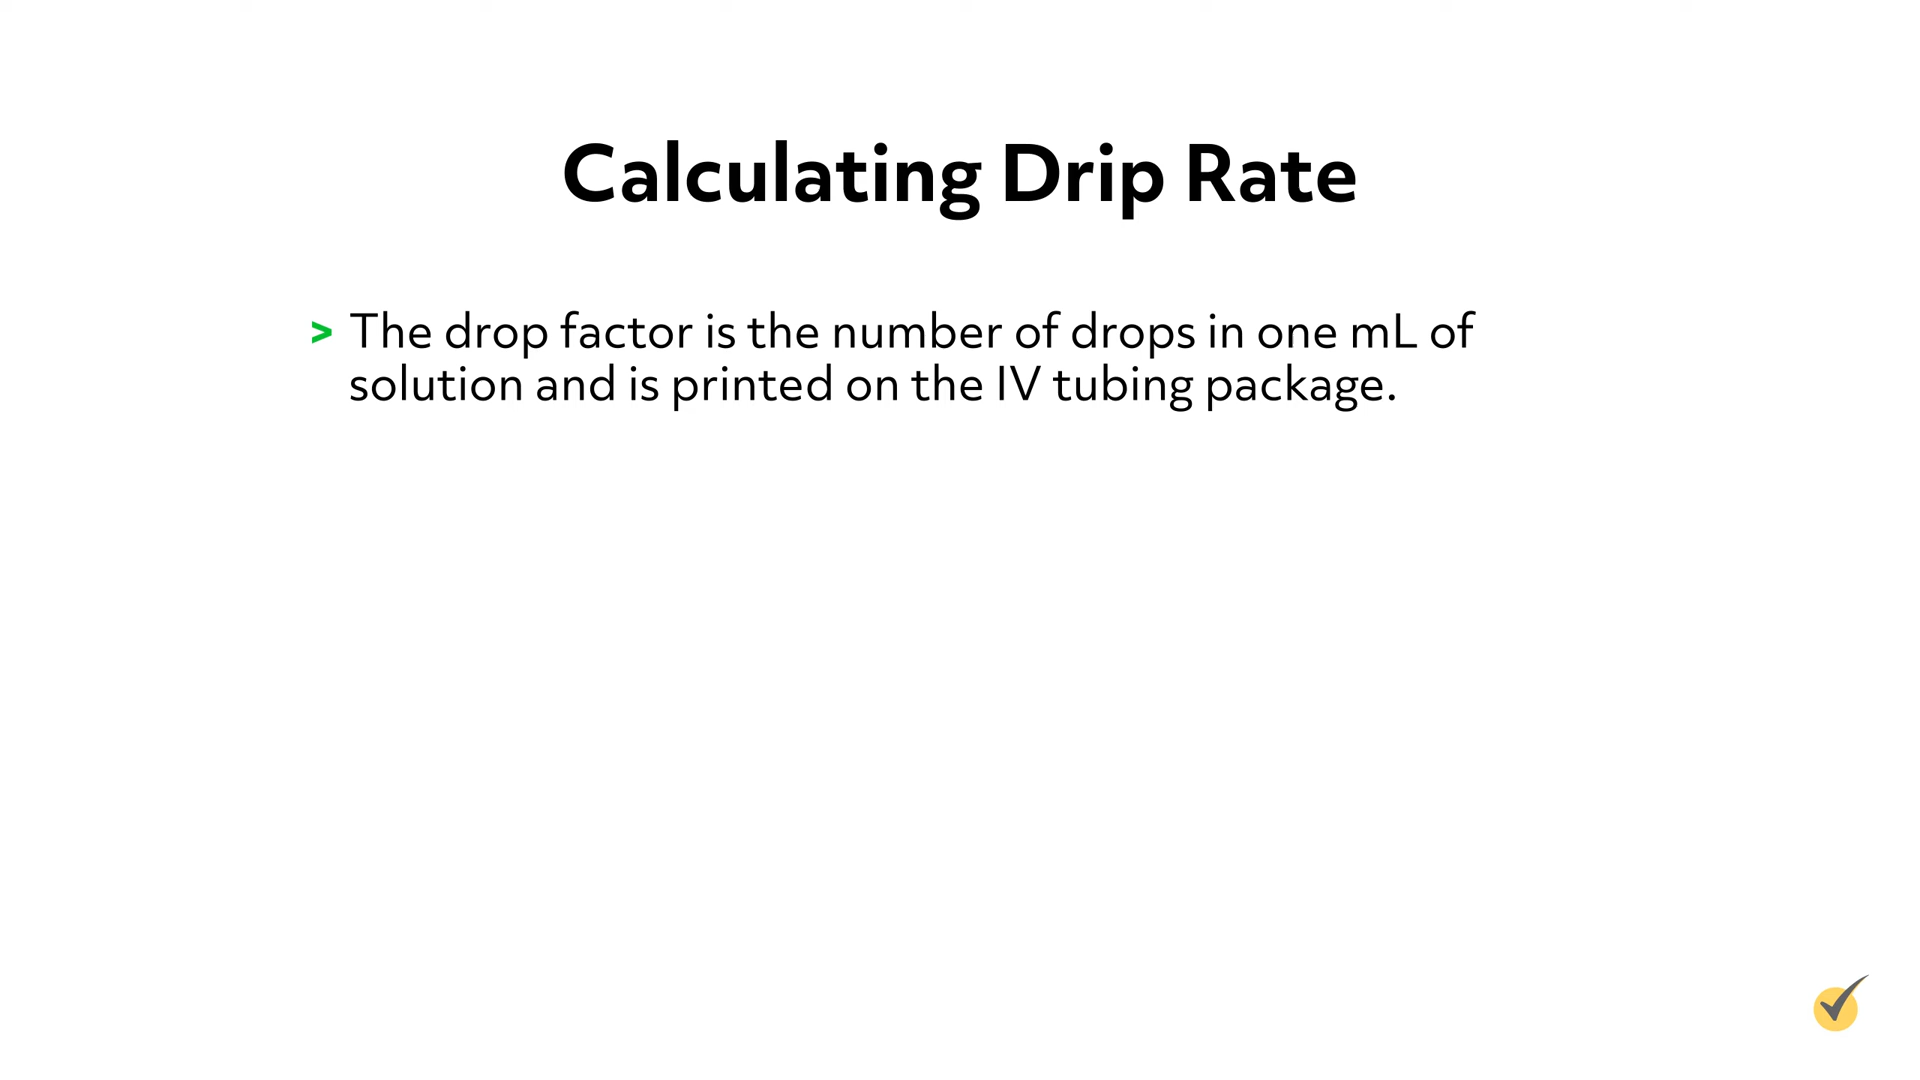 Calculating Drip Rate
> The drop factor is the number of drops in one mL of
solution and is printed on the IV tubing package.